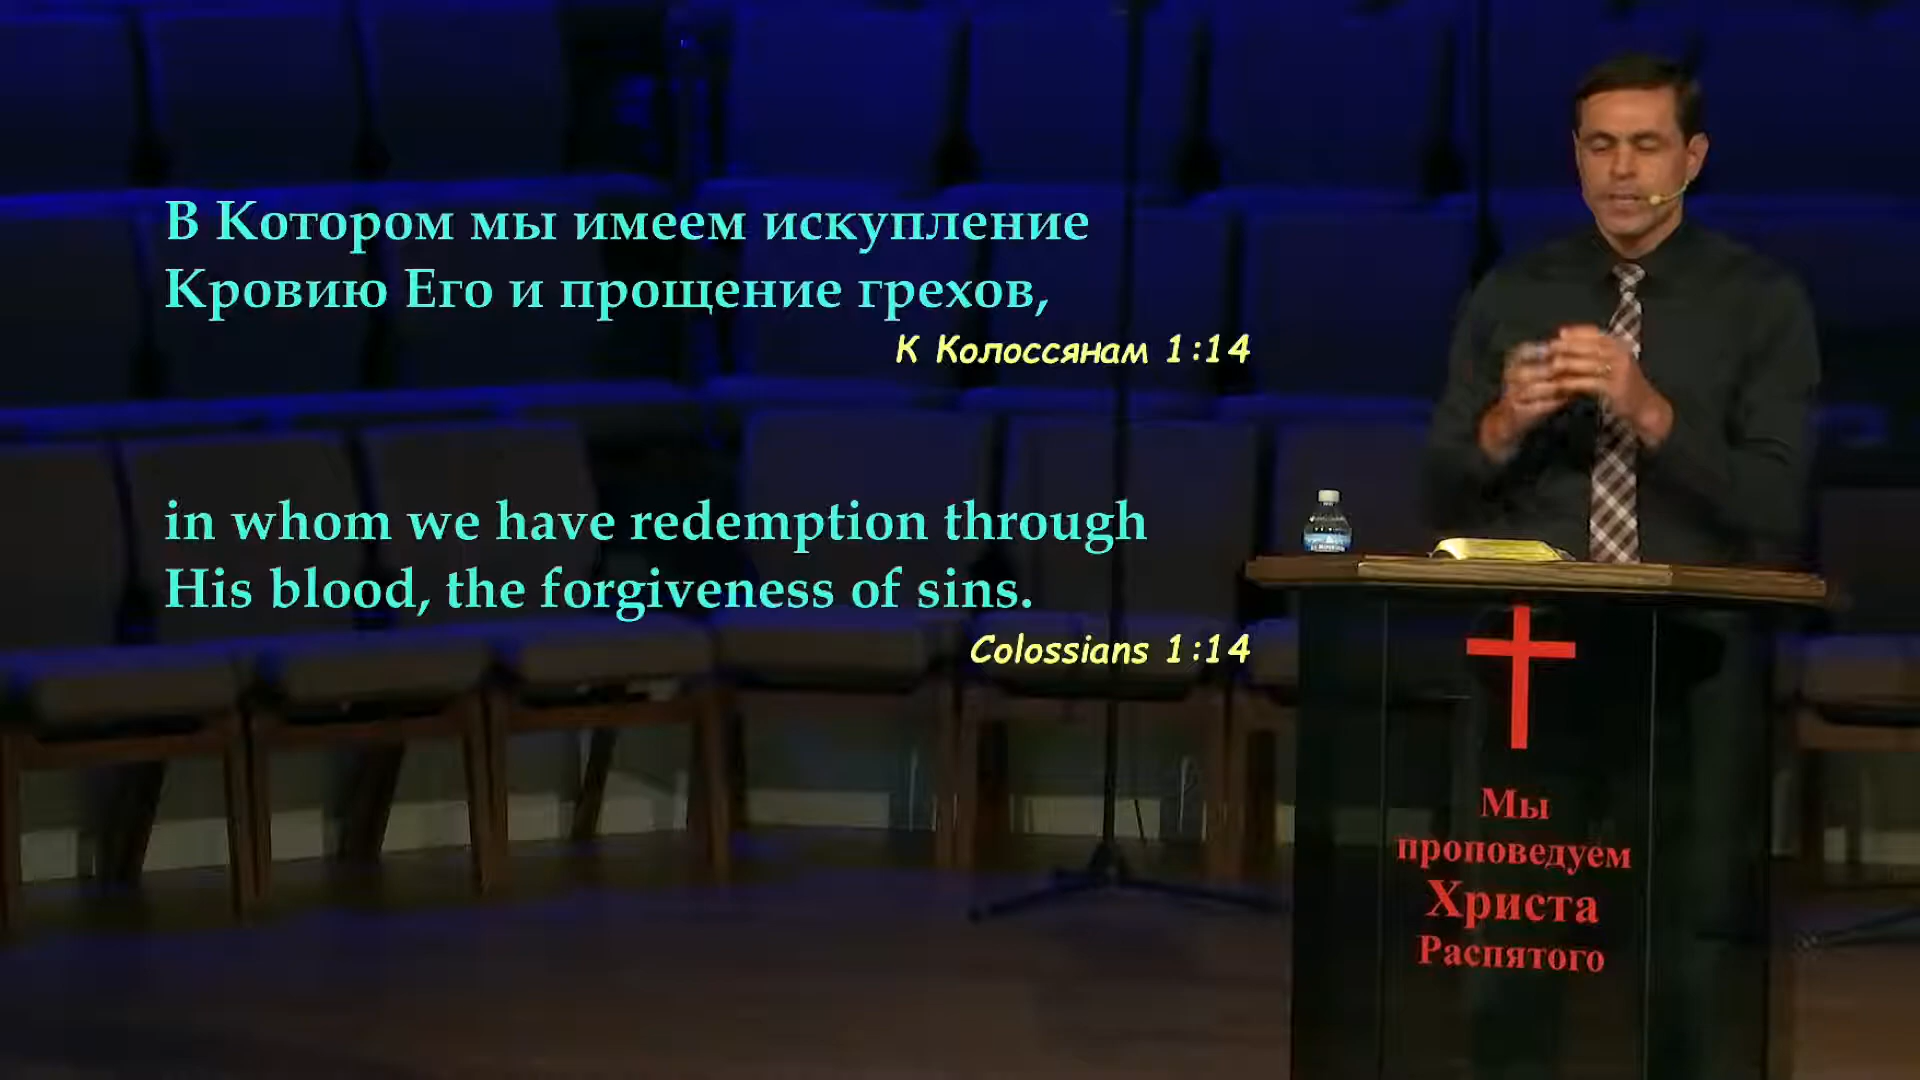 В Котором мы имеем искупление
Кровию Его и прощение грехов,
К Колоссянам 1:14
in whom we have redemption through
His blood, the forgiveness of sins.
Colossians 1:14
Мы
проповедуем
Христа
Распятого